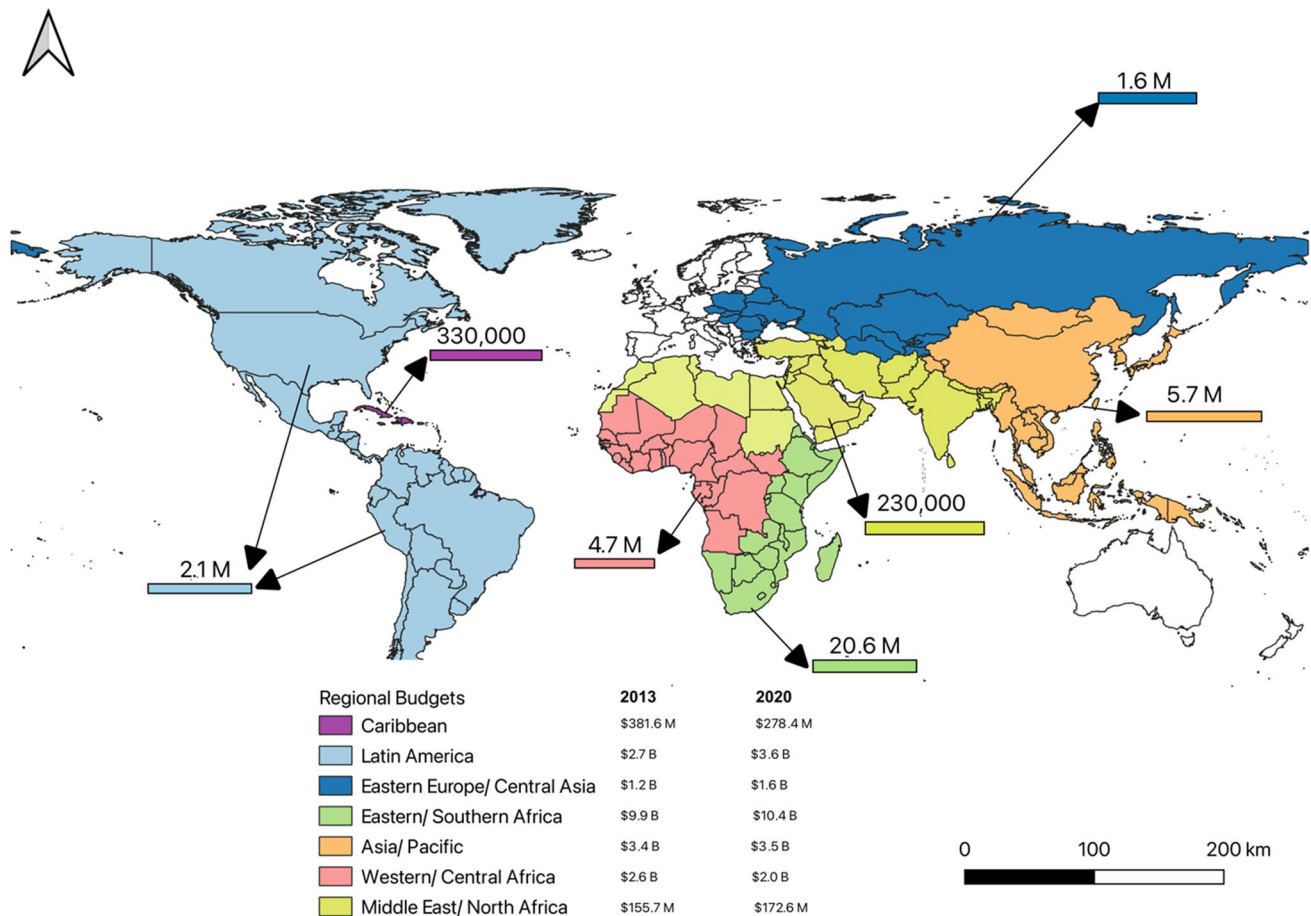 1.6 M
330,000
5.7 M
230,000
4.7 M
2.1 M
20.6 M
Regional Budgets 2013 2020
Caribbean $381.6 M $278.4 M
Latin America $2.7 B $3.6 B
Eastern Europe/ Central Asia $1.2 B $1.6 B
Eastern/ Southern Africa $9.9 B $10.4 B
Asia/ Pacific $3.4 B $3.5 B
Western/ Central Africa $2.6 B $2.0 B
Middle East/ North Africa $155.7 M $172.6 M
0 100 200 km